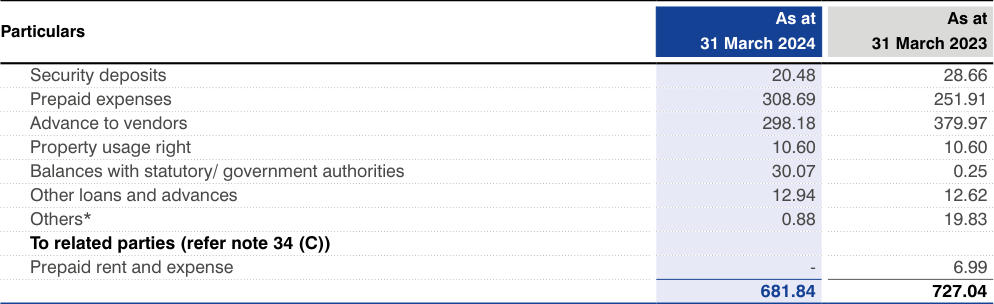 Particulars As at 31 March 2024 As at 31 March 2023
Security deposits 20.48 28.66
Prepaid expenses 308.69 251.91
Advance to vendors 298.18 379.97
Property usage right 10.60 10.60
Balances with statutory/ government authorities 30.07 0.25
Other loans and advances 12.94 12.62
Others* 0.88 19.83
To related parties (refer note 34 (C))
Prepaid rent and expense - 6.99
681.84 727.04